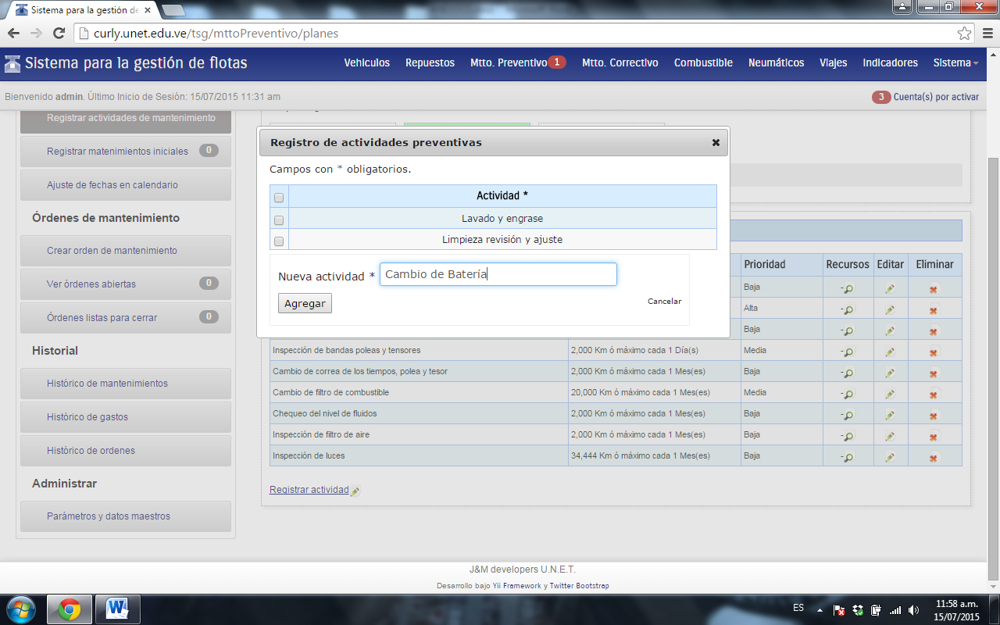 Sistema para la gestión de
curly.unet.edu.ve/tsg/mttoPreventivo/planes
Sistema para la gestión de flotas
Vehiculos Repuestos Mtto. Preventivo 1 Mtto. Correctivo Combustible Neumáticos Viajes Indicadores Sistema
Bienvenido admin. Último Inicio de Sesión: 15/07/2015 11:31 am
3 Cuenta(s) por activar
Registrar actividades de mantenimiento
Registrar matenimientos iniciales 0
Ajuste de fechas en calendario
Órdenes de mantenimiento
Crear orden de mantenimiento
Ver órdenes abiertas 0
Órdenes listas para cerrar 0
Historial
Histórico de mantenimientos
Histórico de gastos
Histórico de ordenes
Administrar
Parámetros y datos maestros
Registro de actividades preventivas
Campos con * obligatorios.
Actividad *
Lavado y engrase
Limpieza revisión y ajuste
Nueva actividad * Cambio de Batería
Agregar
Cancelar
Prioridad Recursos Editar Eliminar
Baja -
Alta -
Baja -
Inspección de bandas poleas y tensores 2,000 Km ó máximo cada 1 Día(s) Media -
Cambio de correa de los tiempos, polea y tesor 2,000 Km ó máximo cada 1 Mes(es) Baja -
Cambio de filtro de combustible 20,000 Km ó máximo cada 1 Mes(es) Media -
Chequeo del nivel de fluidos 2,000 Km ó máximo cada 1 Mes(es) Baja -
Inspección de filtro de aire 2,000 Km ó máximo cada 1 Mes(es) Baja -
Inspección de luces 34,444 Km ó máximo cada 1 Mes(es) Baja -
Registrar actividad
J&M developers U.N.E.T.
Desarrollo bajo Yii Framework y Twitter Bootstrap
ES
11:58 a.m.
15/07/2015